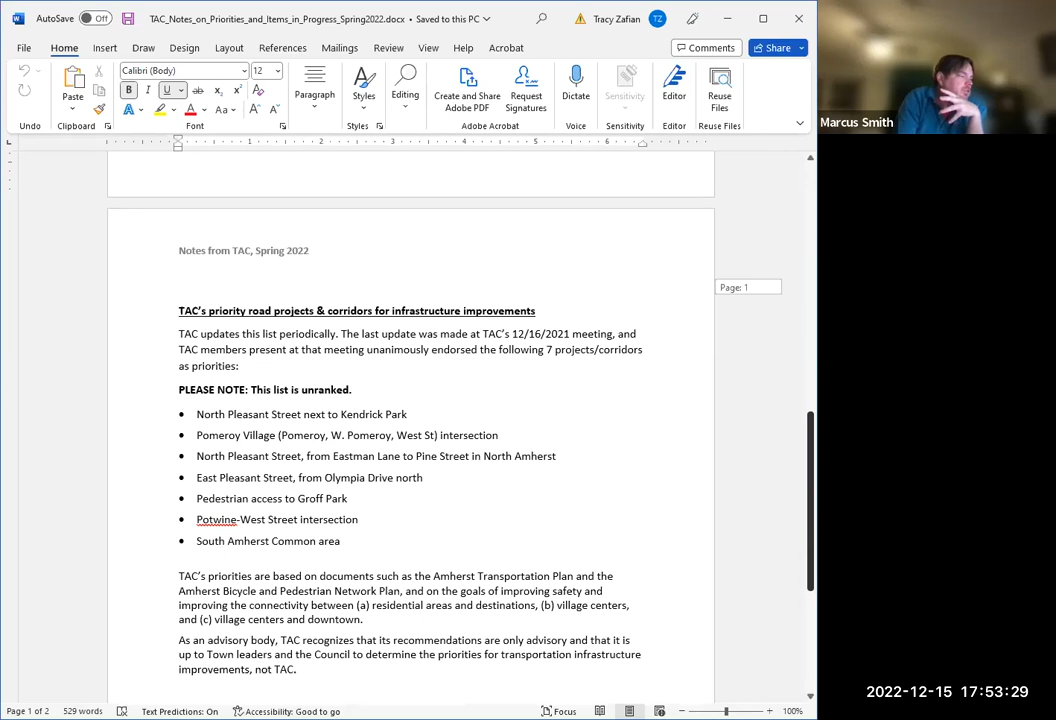 AutoSave Off TAC_Notes_on_Priorities_and_Items_in_Progress_Spring2022.docx • Saved to this PC Tracy Zafian TZ
File Home Insert Draw Design Layout References Mailings Review View Help Acrobat Comments Share
Calibri (Body) 12
Paste Paragraph Styles Editing Create and Share Adobe PDF Request Signatures Dictate Sensitivity Editor Reuse Files
Undo Clipboard Font Styles Adobe Acrobat Voice Sensitivity Editor Reuse Files
Marcus Smith
1 2 3 4 5 6
Notes from TAC, Spring 2022
Page: 1
TAC's priority road projects & corridors for infrastructure improvements
TAC updates this list periodically. The last update was made at TAC's 12/16/2021 meeting, and
TAC members present at that meeting unanimously endorsed the following 7 projects/corridors
as priorities:
PLEASE NOTE: This list is unranked.
• North Pleasant Street next to Kendrick Park
• Pomeroy Village (Pomeroy, W. Pomeroy, West St) intersection
• North Pleasant Street, from Eastman Lane to Pine Street in North Amherst
• East Pleasant Street, from Olympia Drive north
• Pedestrian access to Groff Park
• Potwine-West Street intersection
• South Amherst Common area
TAC's priorities are based on documents such as the Amherst Transportation Plan and the
Amherst Bicycle and Pedestrian Network Plan, and on the goals of improving safety and
improving the connectivity between (a) residential areas and destinations, (b) village centers,
and (c) village centers and downtown.
As an advisory body, TAC recognizes that its recommendations are only advisory and that it is
up to Town leaders and the Council to determine the priorities for transportation infrastructure
improvements, not TAC.
2022-12-15 17:53:29
Page 1 of 2 529 words Text Predictions: On Accessibility: Good to go Focus 100%